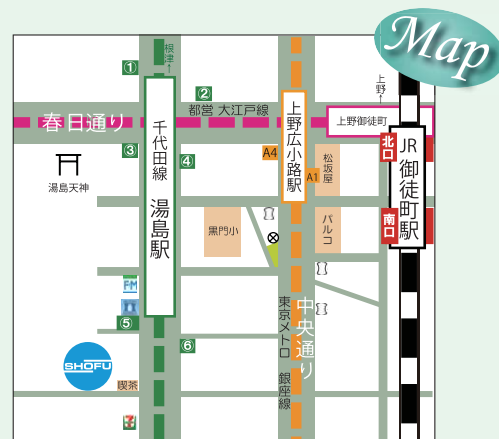 Map
根津→
①
②
上野→
春日通り
都営 大江戸線
上野御徒町
③
④
A4
A1
湯島天神
千代田線 湯島駅
上野広小路駅
松坂屋
北口
JR 御徒町駅
南口
黒門小
パルコ
FM
⑤
⑥
東京メトロ 銀座線
中央通り
SHOFU
喫茶
7